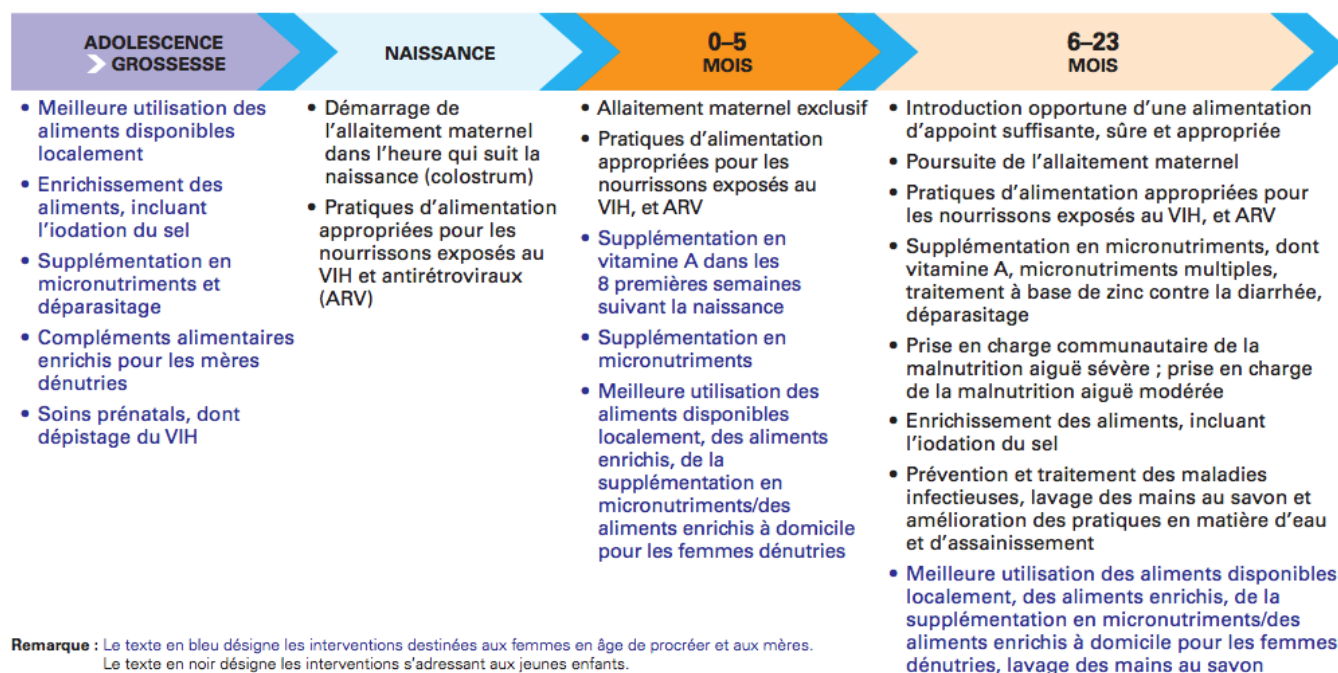 ADOLESCENCE
GROSSESSE
NAISSANCE
0–5
MOIS
6–23
MOIS
• Meilleure utilisation des
aliments disponibles
localement
• Enrichissement des
aliments, incluant
l’iodation du sel
• Supplémentation en
micronutriments et
déparasitage
• Compléments alimentaires
enrichis pour les mères
dénutries
• Soins prénatals, dont
dépistage du VIH
• Démarrage de
l’allaitement maternel
dans l’heure qui suit la
naissance (colostrum)
• Pratiques d’alimentation
appropriées pour les
nourrissons exposés au
VIH et antirétroviraux
(ARV)
• Allaitement maternel exclusif
• Pratiques d’alimentation
appropriées pour les
nourrissons exposés au
VIH, et ARV
• Supplémentation en
vitamine A dans les
8 premières semaines
suivant la naissance
• Supplémentation en
micronutriments
• Meilleure utilisation des
aliments disponibles
localement, des aliments
enrichis, de la
supplémentation en
micronutriments/des
aliments enrichis à domicile
pour les femmes dénutries
• Introduction opportune d’une alimentation
d’appoint suffisante, sûre et appropriée
• Poursuite de l’allaitement maternel
• Pratiques d’alimentation appropriées pour
les nourrissons exposés au VIH, et ARV
• Supplémentation en micronutriments, dont
vitamine A, micronutriments multiples,
traitement à base de zinc contre la diarrhée,
déparasitage
• Prise en charge communautaire de la
malnutrition aiguë sévère ; prise en charge
de la malnutrition aiguë modérée
• Enrichissement des aliments, incluant
l’iodation du sel
• Prévention et traitement des maladies
infectieuses, lavage des mains au savon et
amélioration des pratiques en matière d’eau
et d’assainissement
• Meilleure utilisation des aliments disponibles
localement, des aliments enrichis, de la
supplémentation en micronutriments/des
aliments enrichis à domicile pour les femmes
dénutries, lavage des mains au savon
Remarque : Le texte en bleu désigne les interventions destinées aux femmes en âge de procréer et aux mères.
Le texte en noir désigne les interventions s’adressant aux jeunes enfants.